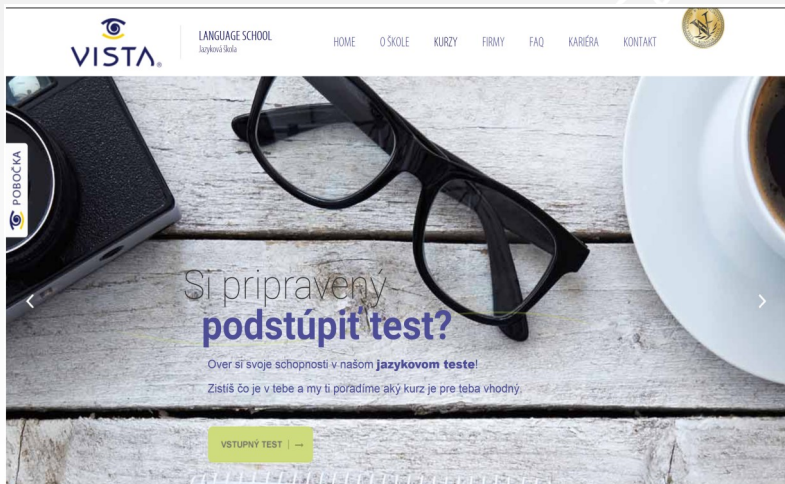 VISTA®
LANGUAGE SCHOOL
Jazyková škola
HOME O ŠKOLE KURZY FIRMY FAQ KARIÉRA KONTAKT
POBOČKA
Si pripravený
podstúpiť test?
Over si svoje schopnosti v našom jazykovom teste!
Zistíš čo je v tebe a my ti poradíme aký kurz je pre teba vhodný.
VSTUPNÝ TEST | →